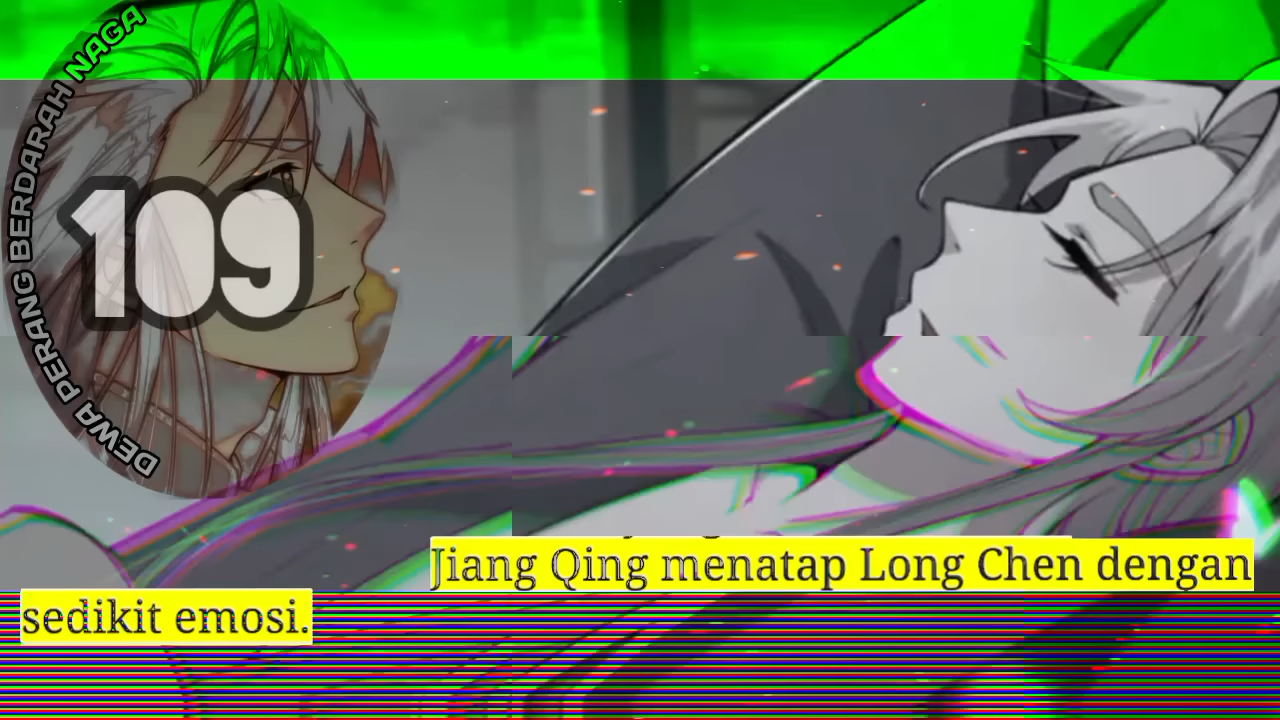 DEWA PERANG BERDARAH NAGA
109
Jiang Qing menatap Long Chen dengan
sedikit emosi.